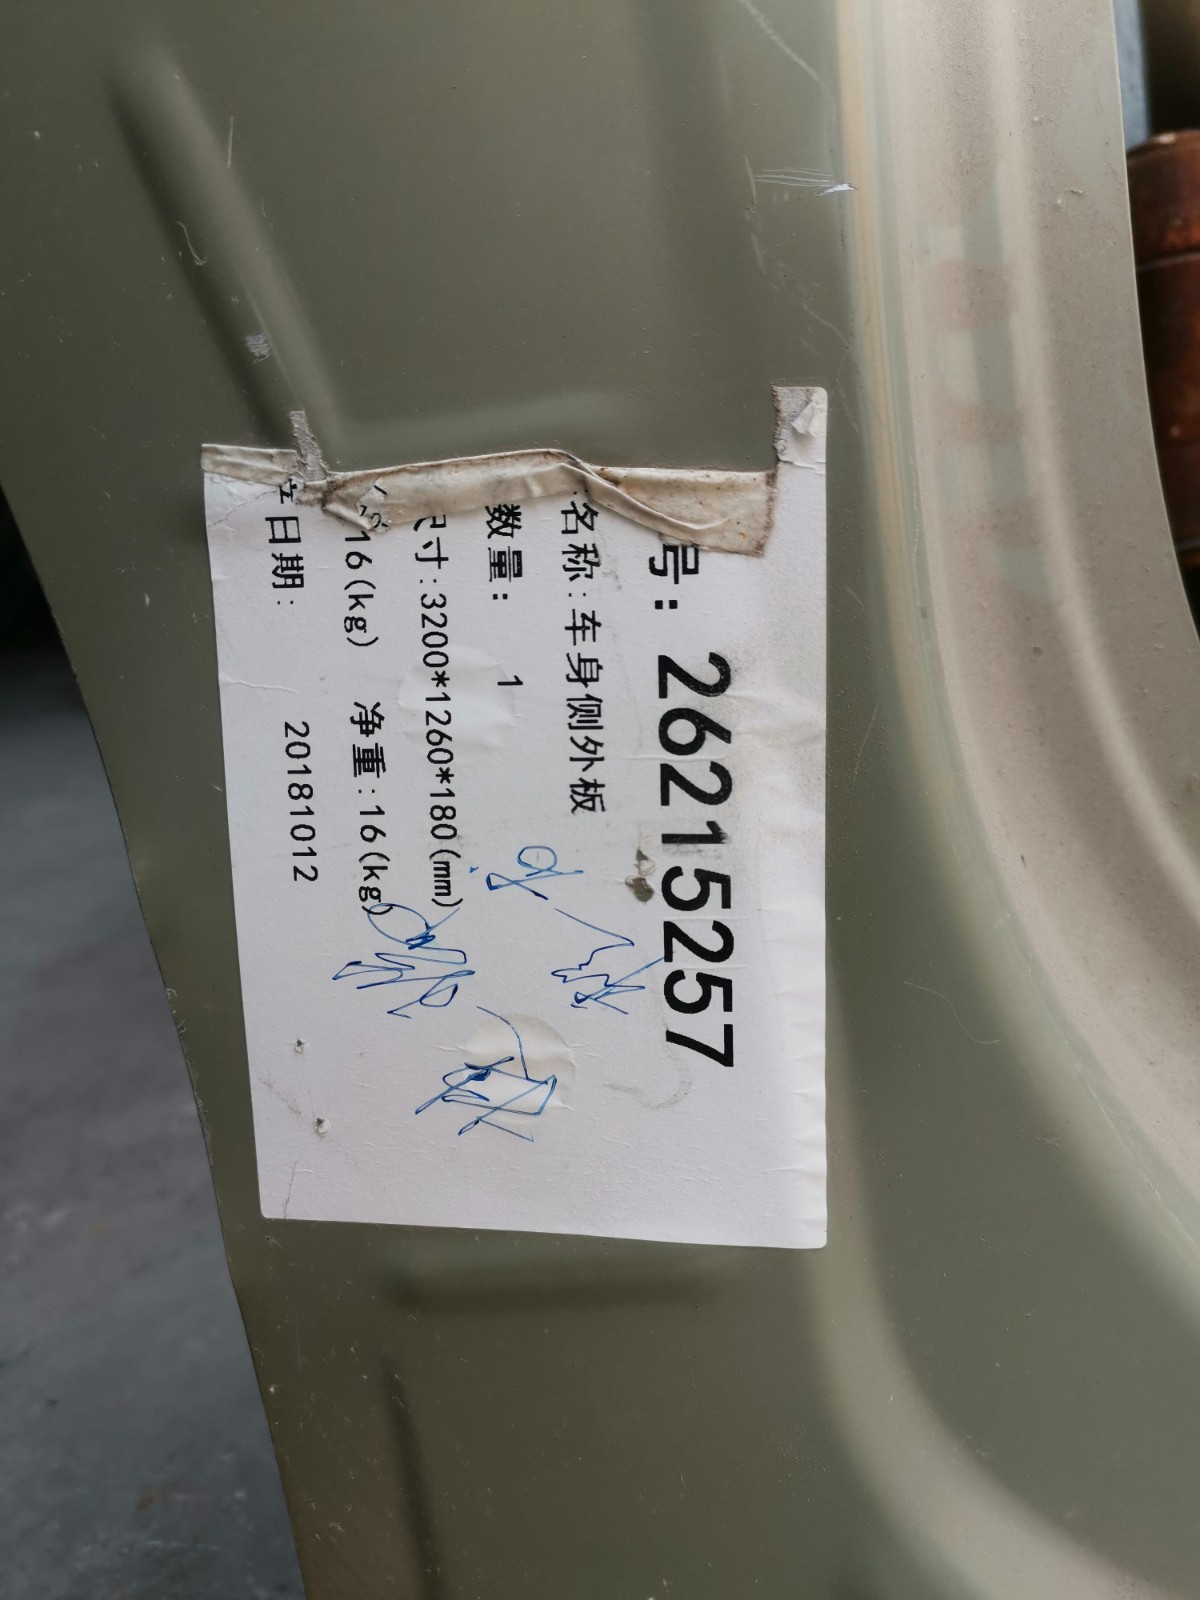 号: 26215257
名称: 车身侧外板
数量: 1
尺寸: 3200*1260*180(mm)
16(kg) 净重: 16(kg)
日期: 20181012